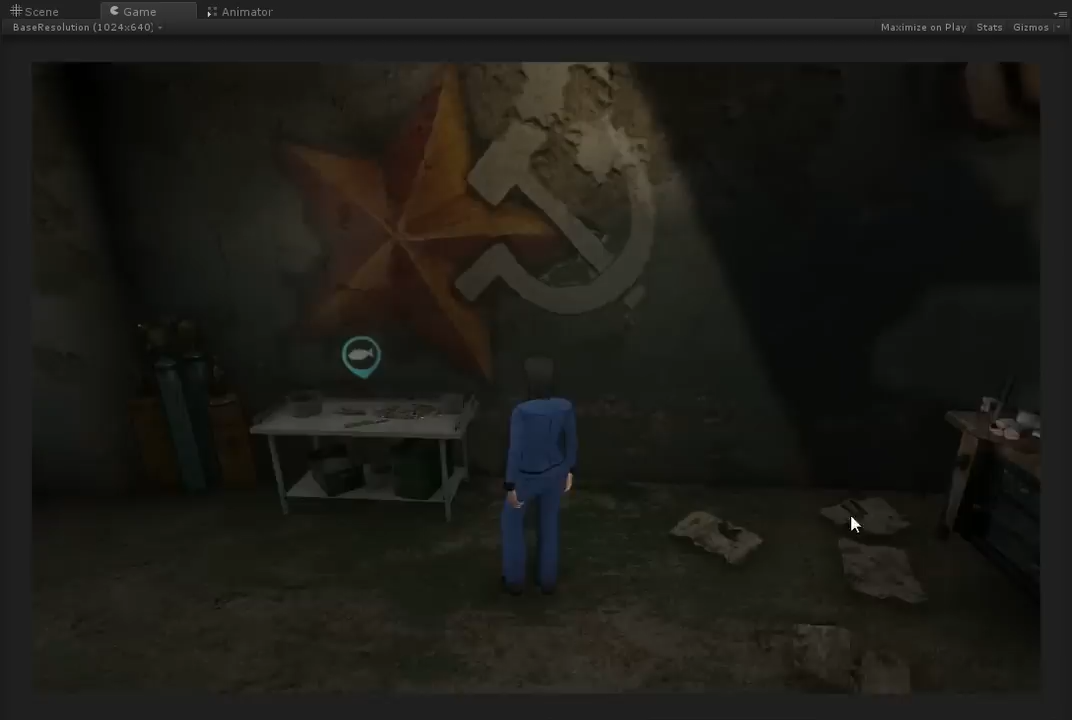 Scene Game Animator
BaseResolution (1024x640) Maximize on Play Stats Gizmos